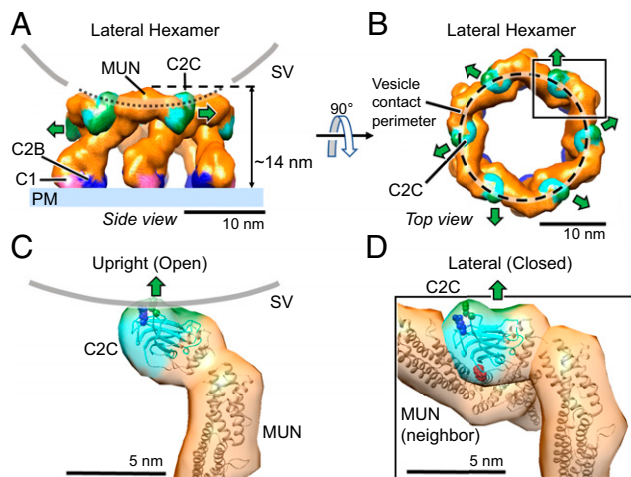 A
Lateral Hexamer
MUN
C2C
SV
C2B
C1
PM
~14 nm
Side view
10 nm
90°
B
Lateral Hexamer
Vesicle
contact
perimeter
C2C
Top view
10 nm
C
Upright (Open)
SV
C2C
MUN
5 nm
D
Lateral (Closed)
C2C
MUN
(neighbor)
5 nm